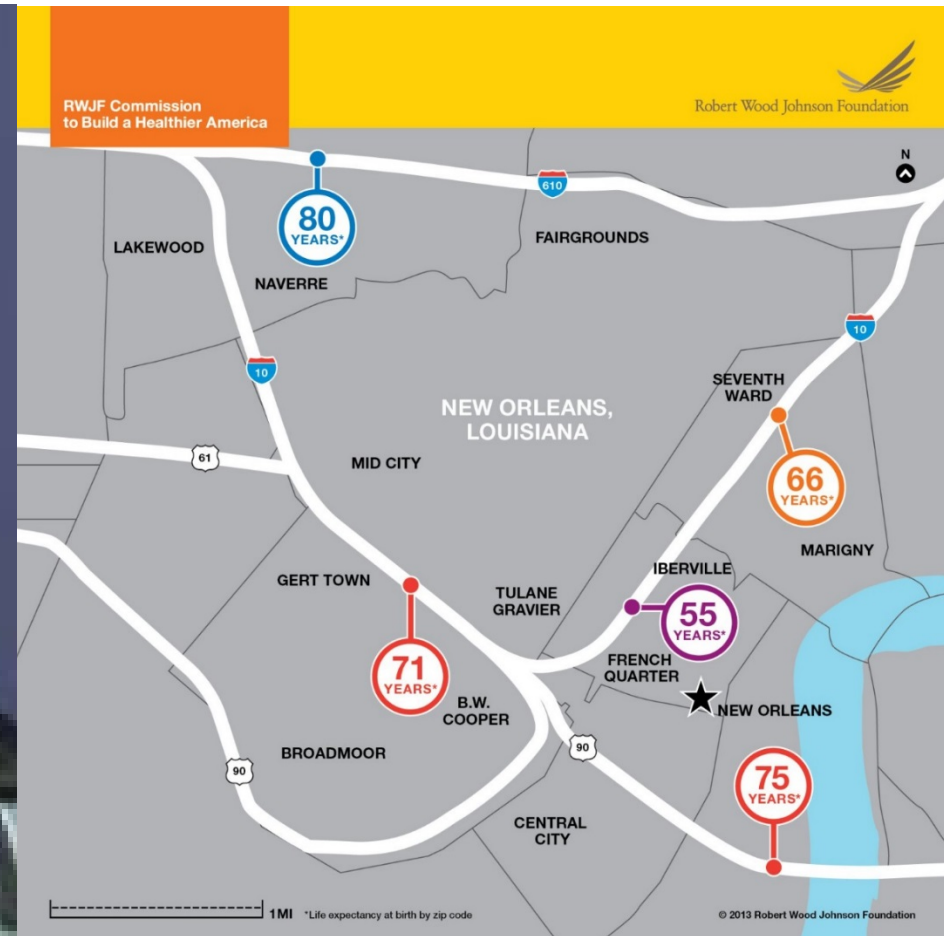 RWJF Commission
to Build a Healthier America
Robert Wood Johnson Foundation
N
610
80
YEARS*
LAKEWOOD
FAIRGROUNDS
NAVERRE
10
10
SEVENTH
WARD
NEW ORLEANS,
LOUISIANA
61
MID CITY
66
YEARS*
MARIGNY
IBERVILLE
GERT TOWN
TULANE
GRAVIER
55
YEARS*
FRENCH
QUARTER
71
YEARS*
B.W.
COOPER
NEW ORLEANS
BROADMOOR
90
90
75
YEARS*
CENTRAL
CITY
1MI
*Life expectancy at birth by zip code
© 2013 Robert Wood Johnson Foundation